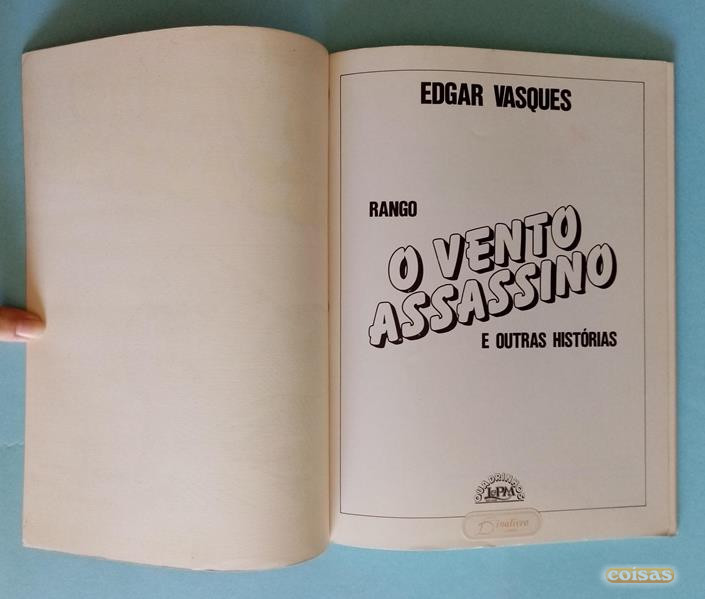 EDGAR VASQUES
RANGO
O VENTO
ASSASSINO
E OUTRAS HISTÓRIAS
QUADRINHOS
L&PM
Dinalivro
coisas